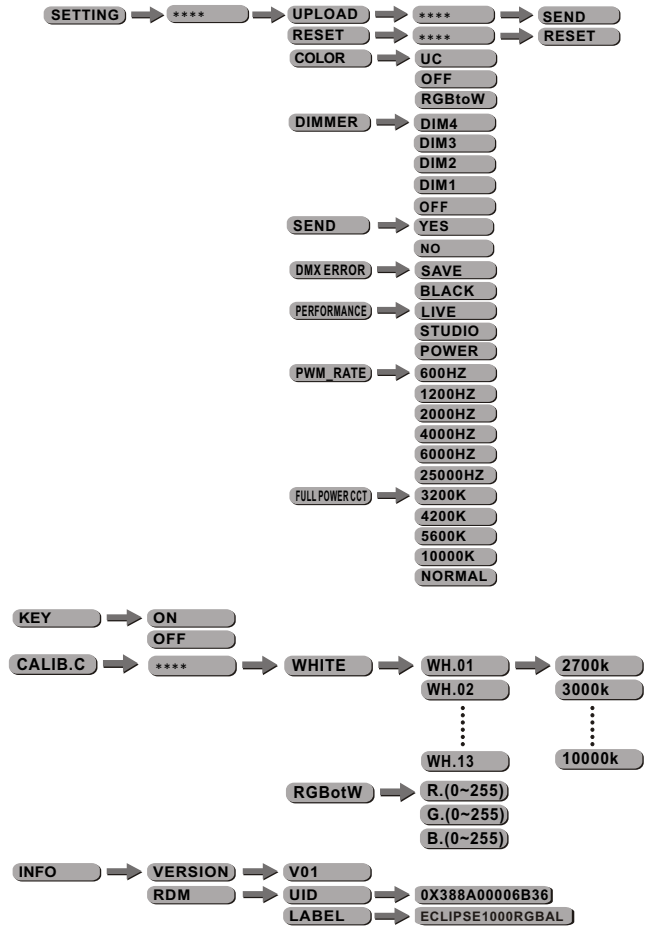 SETTING **** UPLOAD **** SEND
RESET **** RESET
COLOR UC
OFF
RGBtoW
DIMMER DIM4
DIM3
DIM2
DIM1
OFF
SEND YES
NO
DMX ERROR SAVE
BLACK
PERFORMANCE LIVE
STUDIO
POWER
PWM_RATE 600HZ
1200HZ
2000HZ
4000HZ
6000HZ
25000HZ
FULL POWER CCT 3200K
4200K
5600K
10000K
NORMAL
KEY ON
OFF
CALIB.C **** WHITE WH.01 2700k
WH.02 3000k
WH.13 10000k
RGBotW R.(0~255)
G.(0~255)
B.(0~255)
INFO VERSION V01
RDM UID 0X388A00006B36
LABEL ECLIPSE1000RGBAL